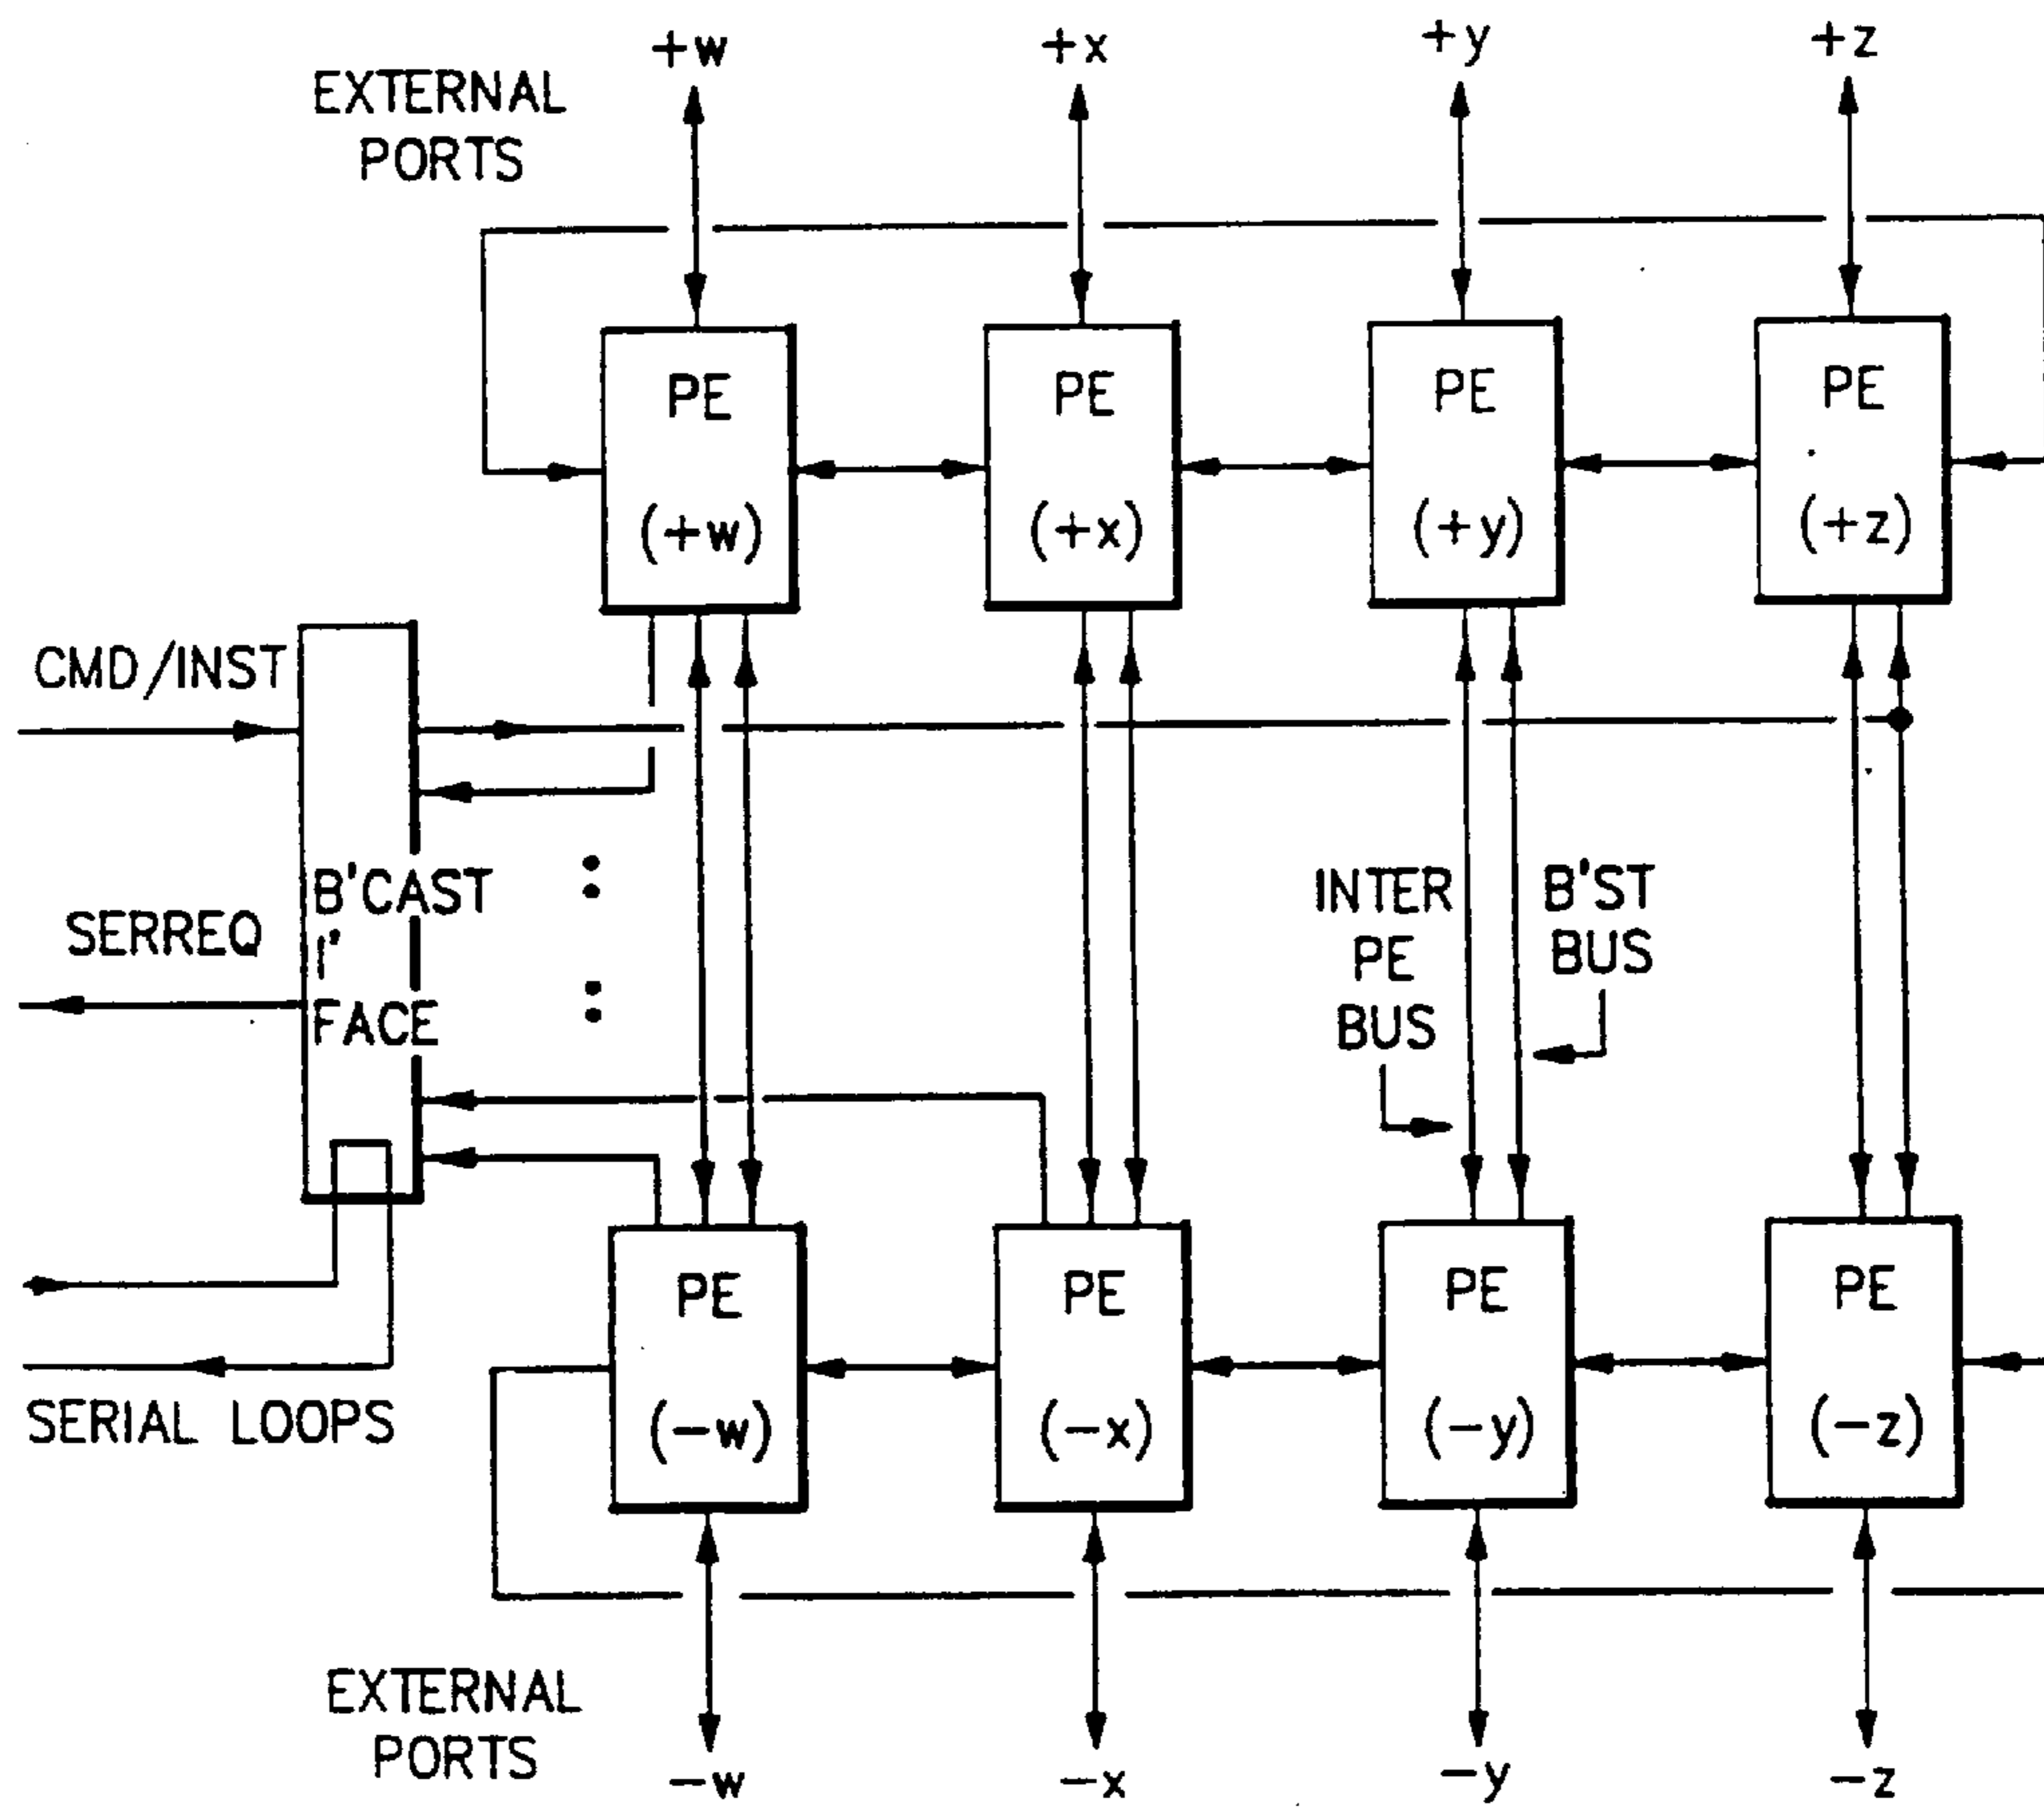 +w
+x
+y
+z
EXTERNAL
PORTS
PE
(+w)
PE
(+x)
PE
(+y)
PE
(+z)
CMD/INST
B'CAST
I'
FACE
SERREQ
INTER
PE
BUS
B'ST
BUS
SERIAL LOOPS
PE
(−w)
PE
(−x)
PE
(−y)
PE
(−z)
EXTERNAL
PORTS
−w
−x
−y
−z